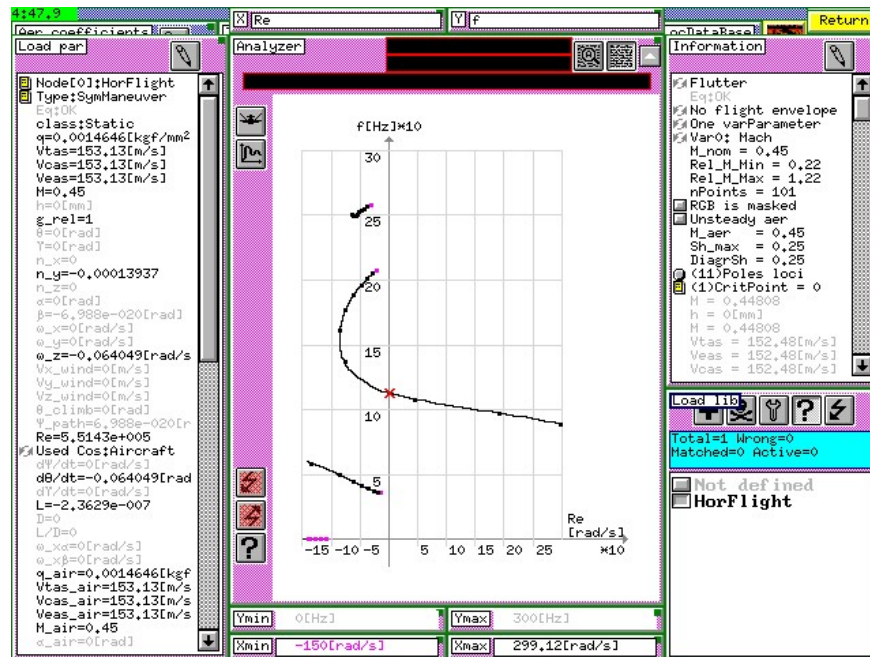 4:47.9
X Re
Y f
Return
Aer coefficients
ocDataBase
Load par
Node[0]:HorFlight
Type:SymManeuver
Eq:OK
class:Static
q=0.0014646[kgf/mm²
Vtas=153.13[m/s]
Vcas=153.13[m/s]
Veas=153.13[m/s]
M=0.45
h=0[mm]
g_rel=1
θ=0[rad]
ϒ=0[rad]
n_x=0
n_y=-0.00013937
n_z=0
α=0[rad]
β=-6.988e-020[rad]
ω_x=0[rad/s]
ω_y=0[rad/s]
ω_z=-0.064049[rad/s
Vx_wind=0[m/s]
Vy_wind=0[m/s]
Vz_wind=0[m/s]
θ_climb=0[rad]
Ψ_path=6.988e-020[r
Re=5.5143e+005
Used Cos:Aircraft
dΨ/dt=0[rad/s]
dθ/dt=-0.064049[rad
dϒ/dt=0[rad/s]
L=-2.3629e-007
D=0
L/D=0
ω_xα=0[rad/s]
ω_xβ=0[rad/s]
q_air=0.0014646[kgf
Vtas_air=153.13[m/s
Vcas_air=153.13[m/s
Veas_air=153.13[m/s
M_air=0.45
α_air=0[rad]
Analyzer
f[Hz]*10
30
25
20
15
10
5
Re
[rad/s]
-15 -10 -5 5 10 15 20 25 *10
Ymin 0[Hz]
Ymax 300[Hz]
Xmin -150[rad/s]
Xmax 299.12[rad/s]
Information
Flutter
Eq:OK
No flight envelope
One varParameter
Var0: Mach
M_nom = 0.45
Rel_M_Min = 0.22
Rel_M_Max = 1.22
nPoints = 101
RGB is masked
Unsteady aer
M_aer = 0.45
Sh_max = 0.25
DiagrSh = 0.25
(11)Poles loci
(1)CritPoint = 0
M = 0.44808
h = 0[mm]
M = 0.44808
Vtas = 152.48[m/s]
Veas = 152.48[m/s]
Vcas = 152.48[m/s]
Load lib
Total=1 Wrong=0
Matched=0 Active=0
Not defined
HorFlight